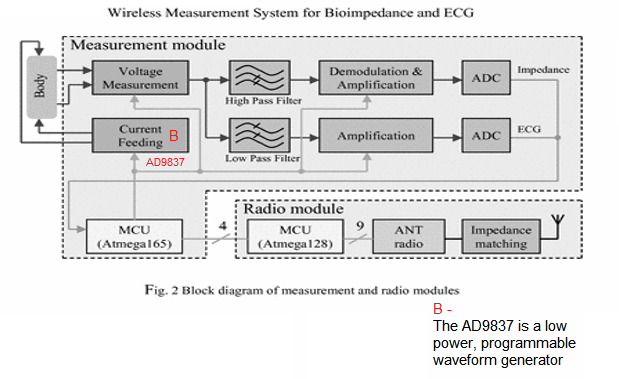 Wireless Measurement System for Bioimpedance and ECG
Measurement module
Body
Voltage
Measurement
High Pass Filter
Demodulation &
Amplification
ADC
Impedance
Current
Feeding
B
AD9837
Low Pass Filter
Amplification
ADC
ECG
Radio module
MCU
(Atmega165)
4
MCU
(Atmega128)
9
ANT
radio
Impedance
matching
Fig. 2 Block diagram of measurement and radio modules
B -
The AD9837 is a low
power, programmable
waveform generator